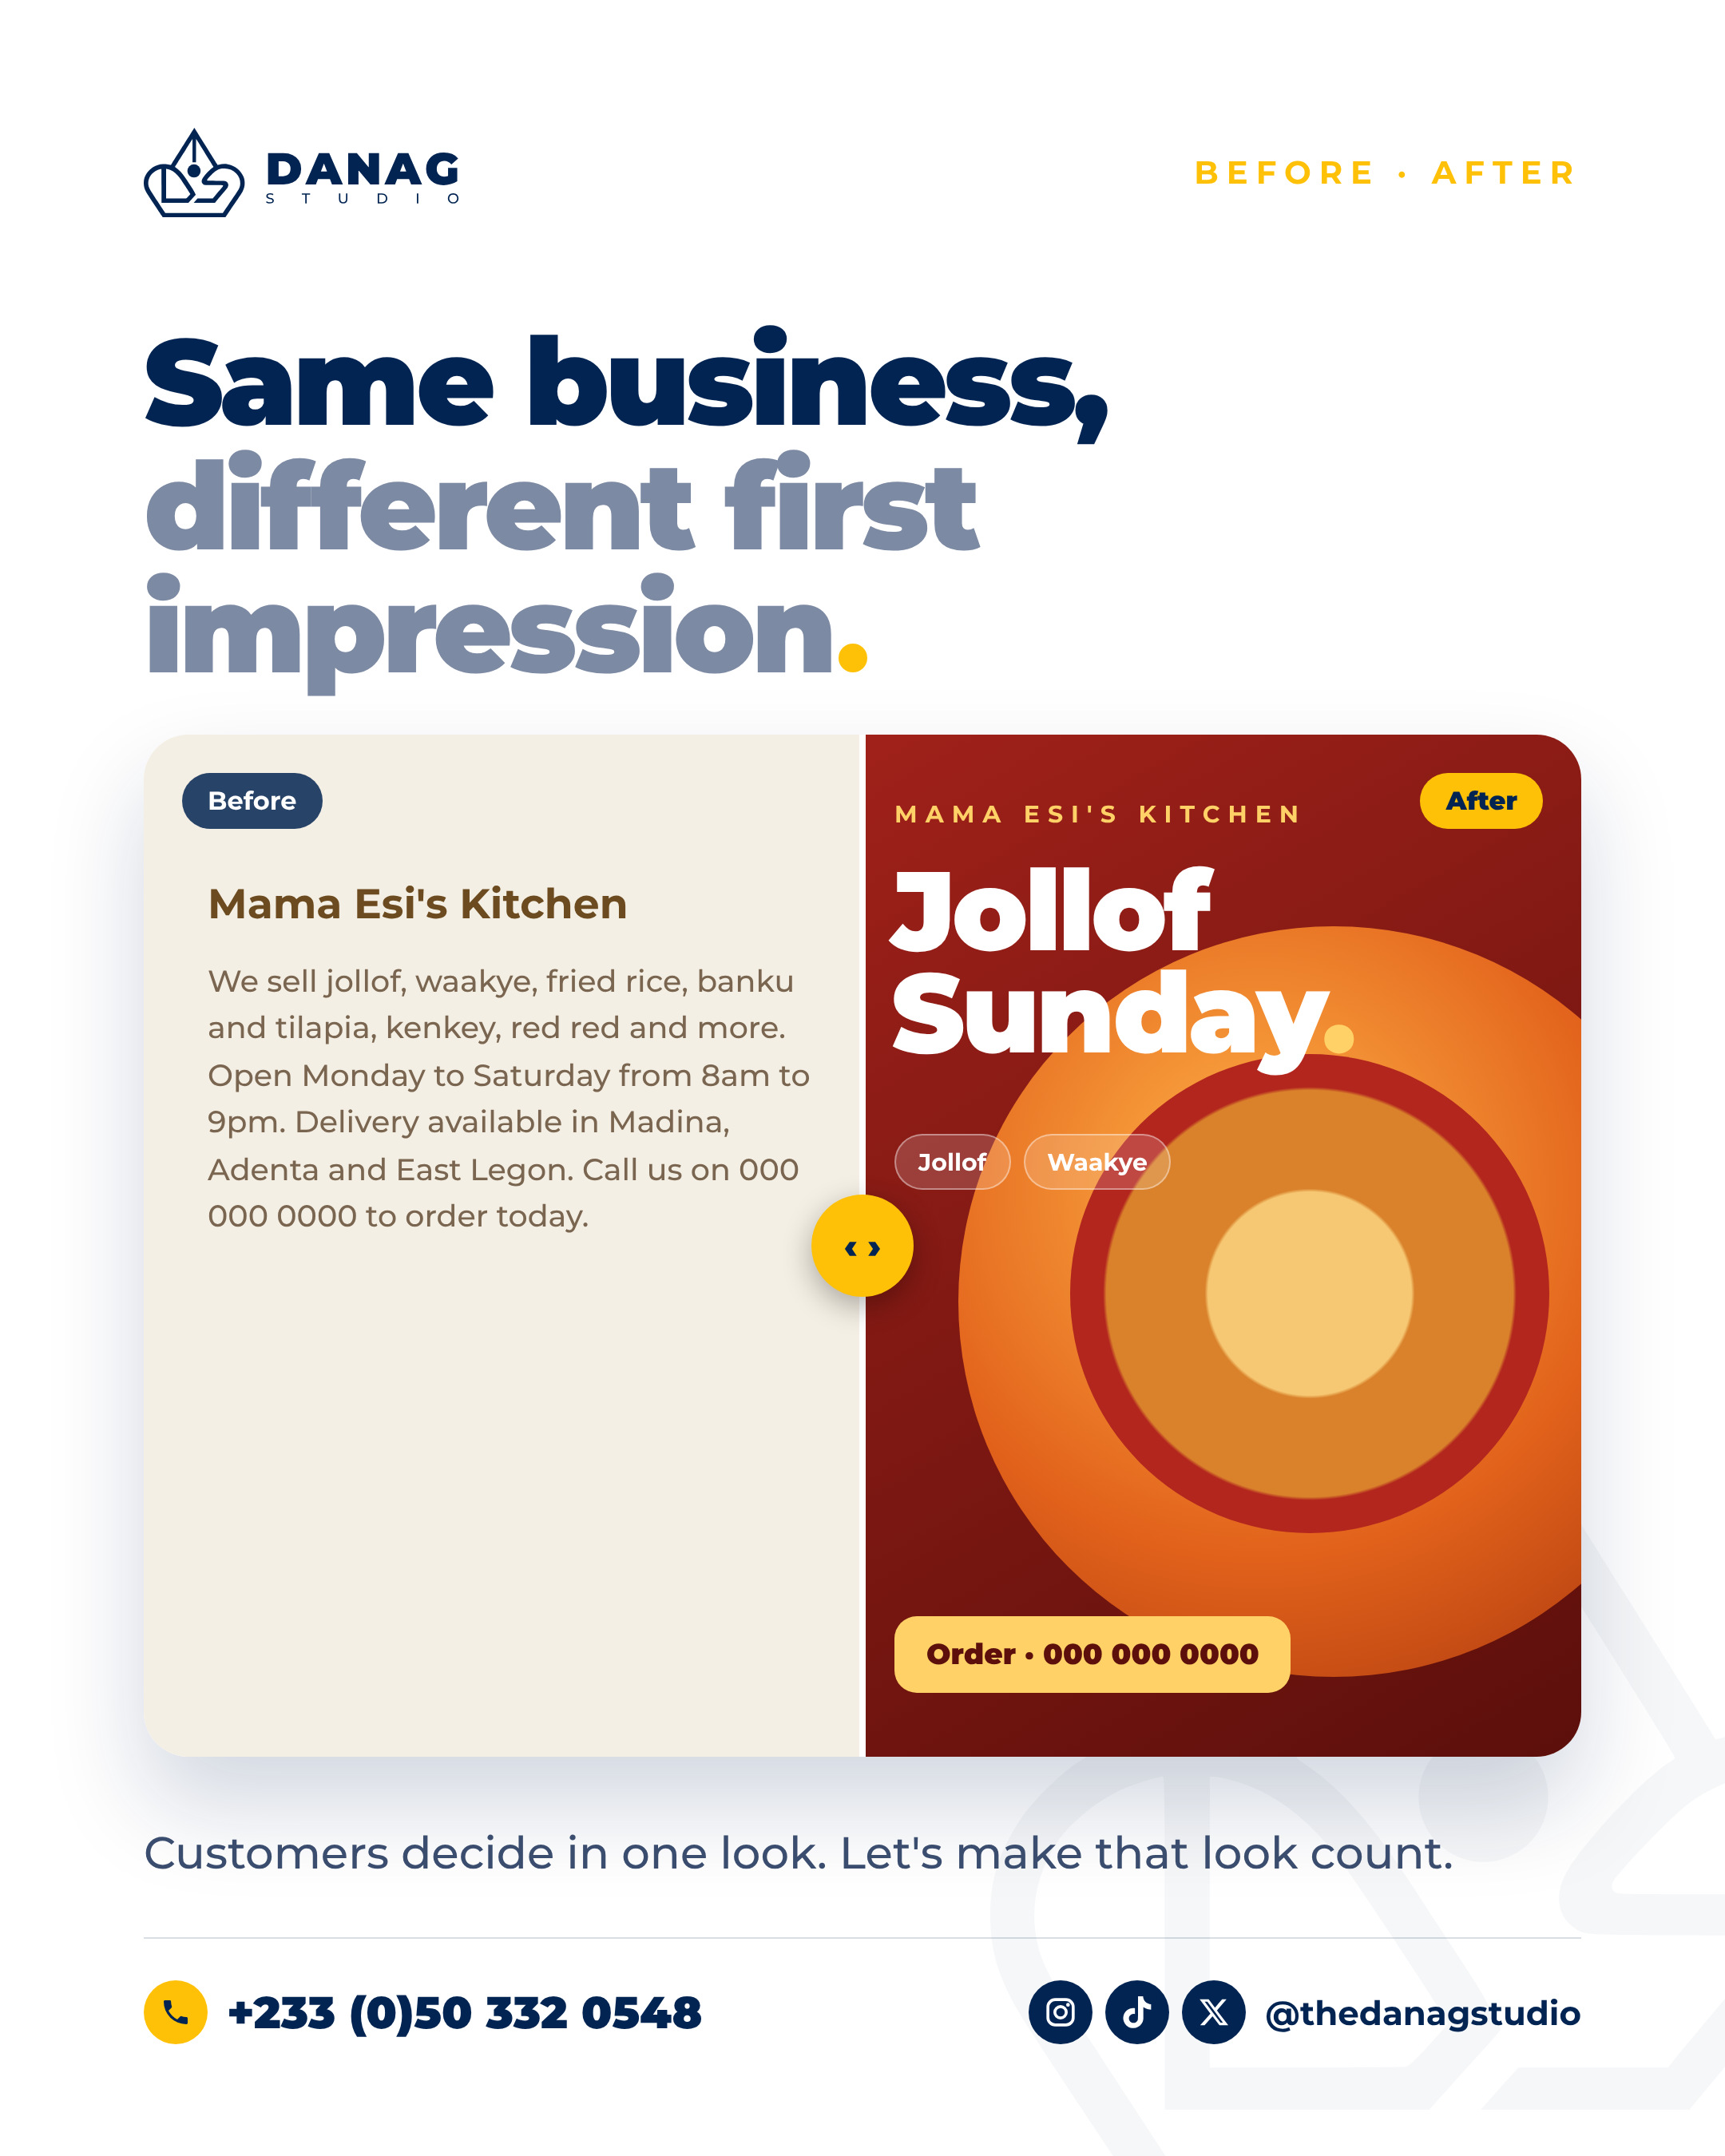 DANAG
STUDIO
BEFORE · AFTER
Same business,
different first
impression.
Before
Mama Esi's Kitchen
We sell jollof, waakye, fried rice, banku
and tilapia, kenkey, red red and more.
Open Monday to Saturday from 8am to
9pm. Delivery available in Madina,
Adenta and East Legon. Call us on 000
000 0000 to order today.
‹ ›
MAMA ESI'S KITCHEN
After
Jollof
Sunday.
Jollof
Waakye
Order · 000 000 0000
Customers decide in one look. Let's make that look count.
+233 (0)50 332 0548
@thedanagstudio